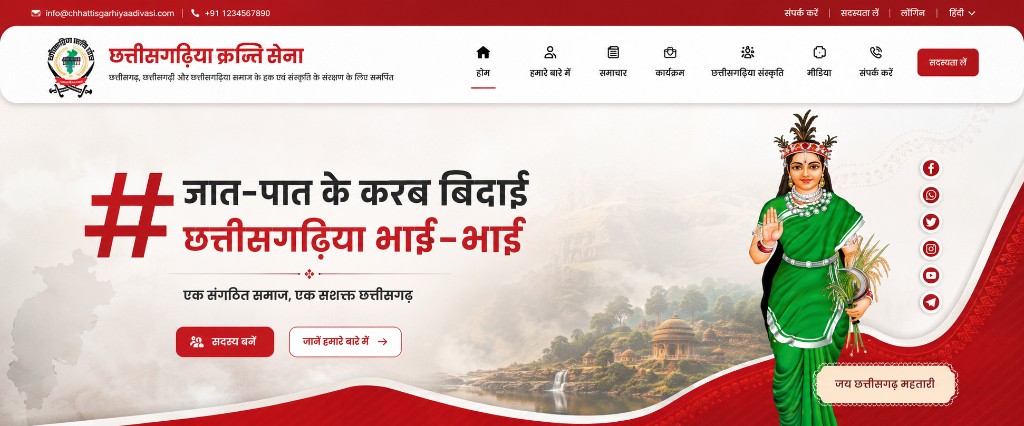 info@chhattisgarhiyaadivasi.com | +91 1234567890
संपर्क करें | सदस्यता लें | लॉगिन | हिंदी
छत्तीसगढ़िया क्रान्ति सेना
छत्तीसगढ़, छत्तीसगढ़ी और छत्तीसगढ़िया समाज के हक एवं संस्कृति के संरक्षण के लिए समर्पित
होम
हमारे बारे में
समाचार
कार्यक्रम
छत्तीसगढ़िया संस्कृति
मीडिया
संपर्क करें
सदस्यता लें
# जात-पात के करब बिदाई
छत्तीसगढ़िया भाई-भाई
एक संगठित समाज, एक सशक्त छत्तीसगढ़
सदस्य बनें
जानें हमारे बारे में →
जय छत्तीसगढ़ महतारी